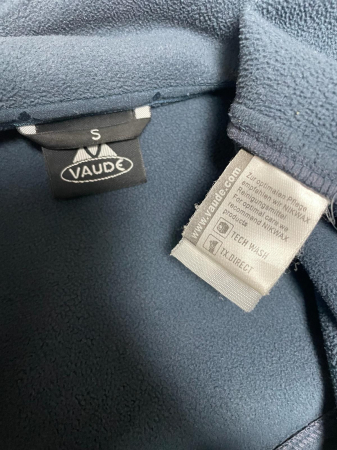 S
VAUDE
www.vaude.com
Zur optimalen Pflege
empfehlen wir NIKWAX
Reinigungsmittel
For optimal care we
recommend NIKWAX
products
TECH WASH
TX.DIRECT